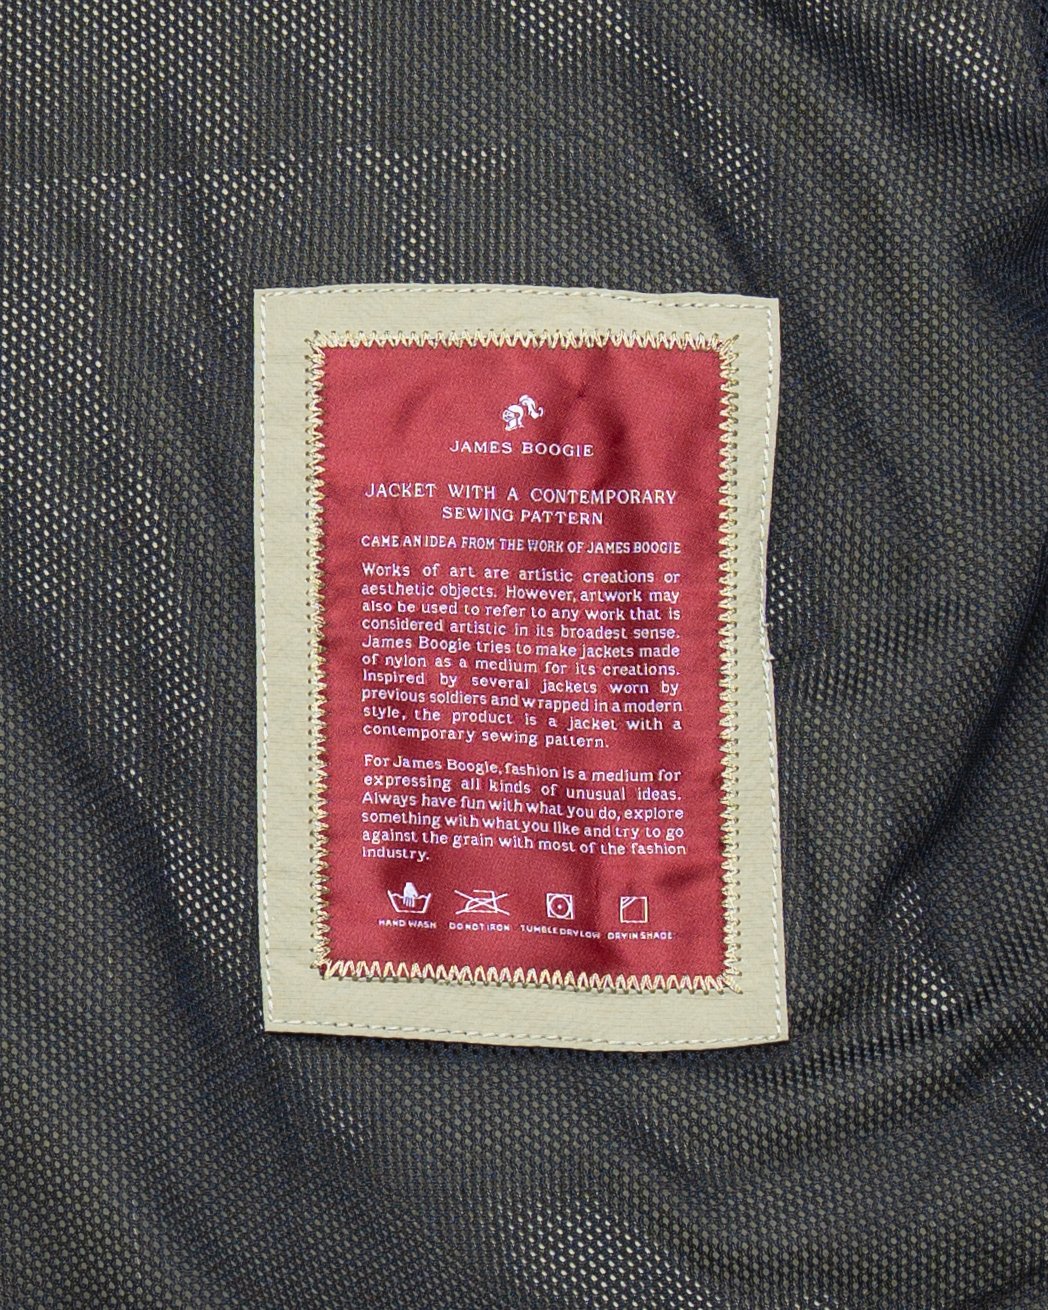 JAMES BOOGIE
JACKET WITH A CONTEMPORARY
SEWING PATTERN
CAME AN IDEA FROM THE WORK OF JAMES BOOGIE
Works of art are artistic creations or
aesthetic objects. However, artwork may
also be used to refer to any work that is
considered artistic in its broadest sense.
James Boogie tries to make jackets made
of nylon as a medium for its creations.
Inspired by several jackets worn by
previous soldiers and wrapped in a modern
style, the product is a jacket with a
contemporary sewing pattern.
For James Boogie, fashion is a medium for
expressing all kinds of unusual ideas.
Always have fun with what you do, explore
something with what you like and try to go
against the grain with most of the fashion
industry.
HAND WASH DO NOT IRON TUMBLE DRY LOW DRY IN SHADE